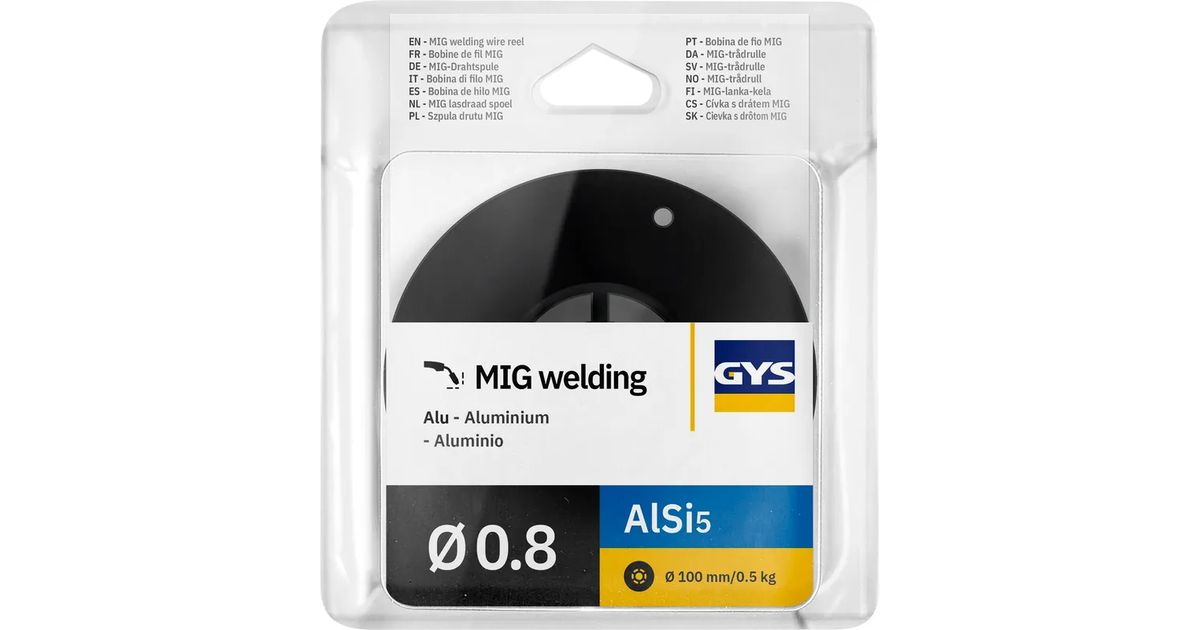 EN - MIG welding wire reel
FR - Bobine de fil MIG
DE - MIG-Drahtspule
IT - Bobina di filo MIG
ES - Bobina de hilo MIG
NL - MIG lasdraad spoel
PL - Szpula drutu MIG
PT - Bobina de fio MIG
DA - MIG-trådrulle
SV - MIG-trådrulle
NO - MIG-trådrull
FI - MIG-lanka-kela
CS - Cívka s drátem MIG
SK - Cievka s drôtom MIG
MIG welding
GYS
Alu - Aluminium
- Aluminio
Ø 0.8
AlSi5
Ø 100 mm/0.5 kg